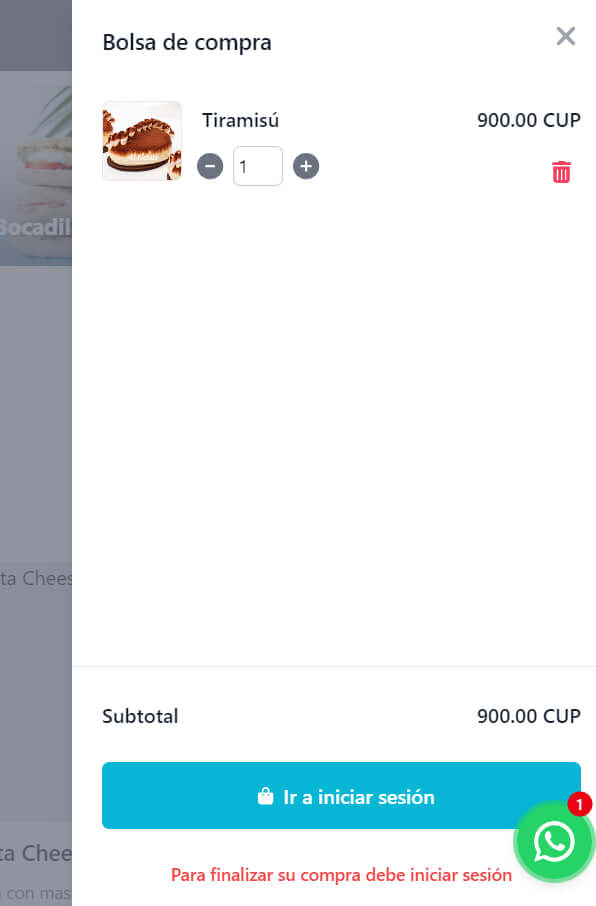 Bolsa de compra
Tiramisú
900.00 CUP
1
Bocadil
ta Chees
Subtotal
900.00 CUP
Ir a iniciar sesión
1
ta Chee
Para finalizar su compra debe iniciar sesión
con mas